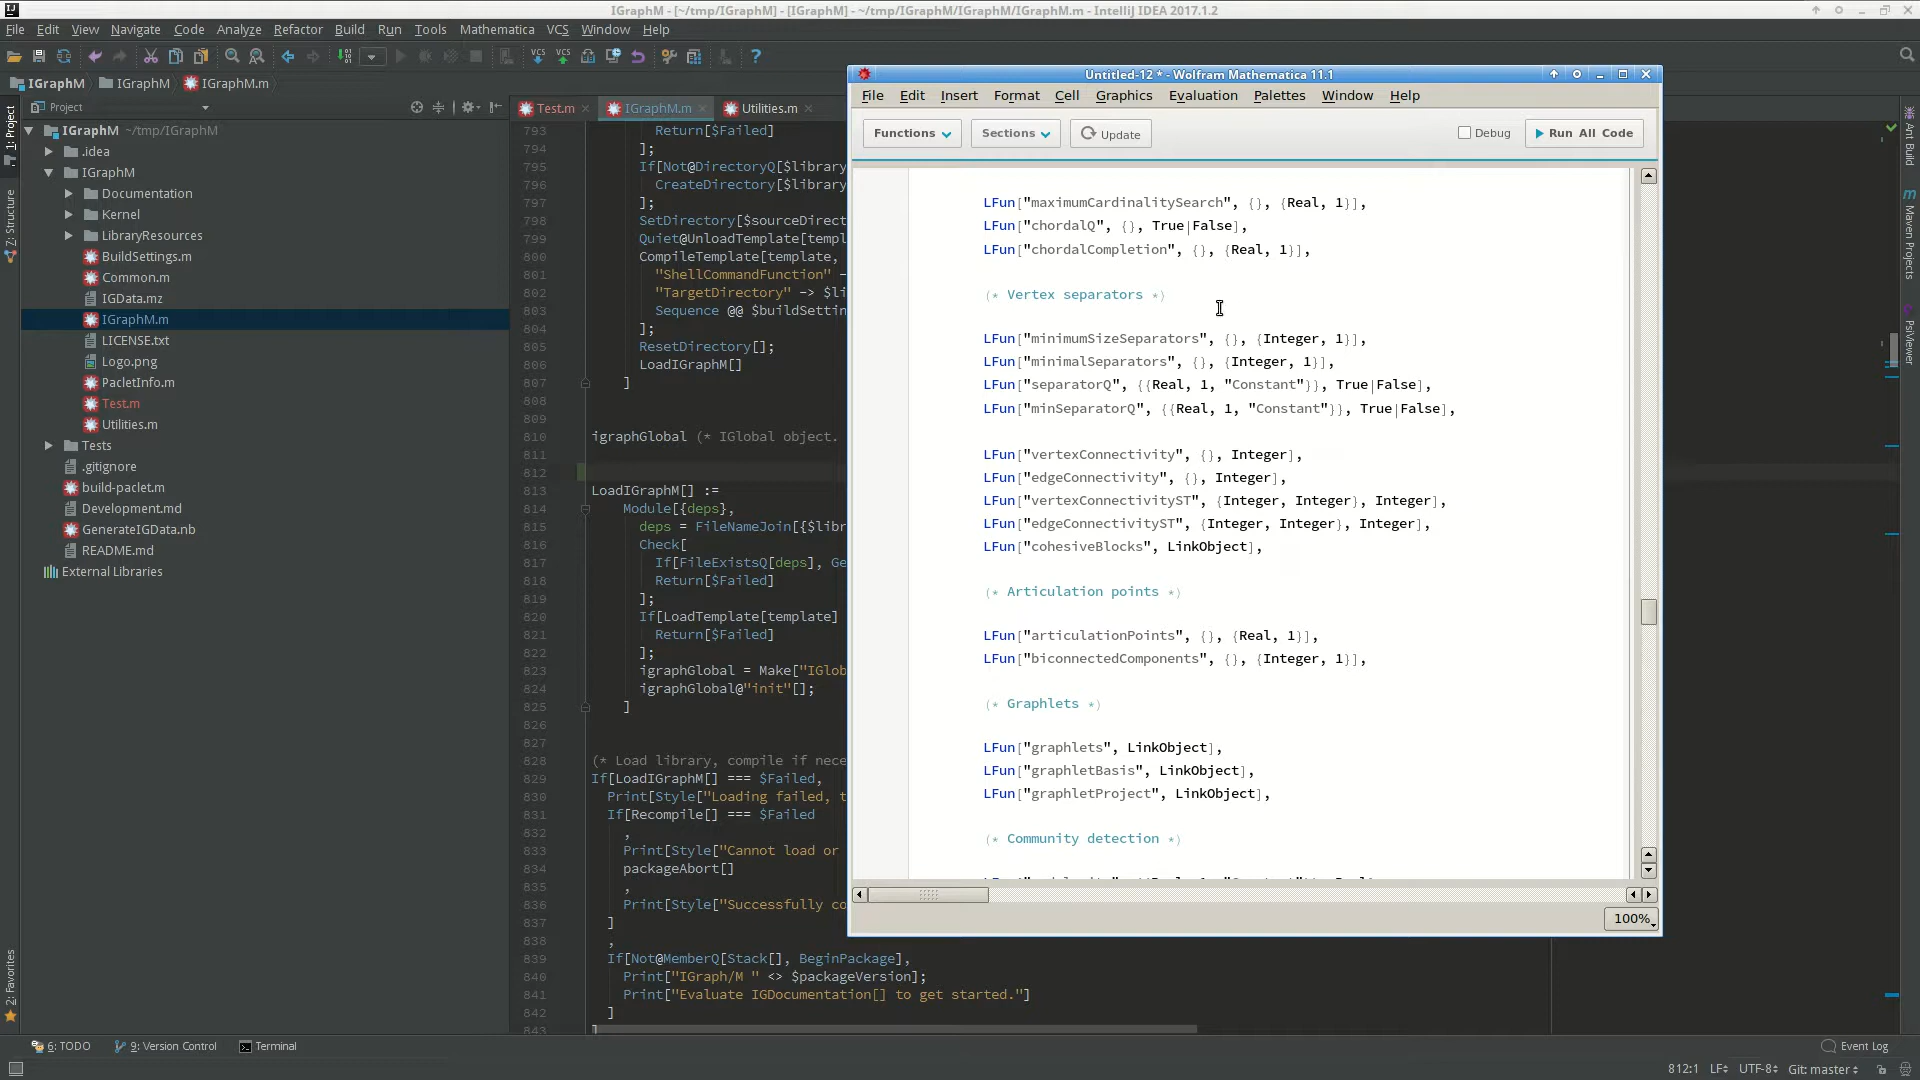 IGraphM - [~/tmp/IGraphM] - [IGraphM] - ~/tmp/IGraphM/IGraphM/IGraphM.m - IntelliJ IDEA 2017.1.2
File Edit View Navigate Code Analyze Refactor Build Run Tools Mathematica VCS Window Help
IGraphM IGraphM IGraphM.m
Project
Test.m IGraphM.m Utilities.m
1: Project
Z: Structure
2: Favorites
IGraphM ~/tmp/IGraphM
.idea
IGraphM
Documentation
Kernel
LibraryResources
BuildSettings.m
Common.m
IGData.mz
IGraphM.m
LICENSE.txt
Logo.png
PacletInfo.m
Test.m
Utilities.m
Tests
.gitignore
build-paclet.m
Development.md
GenerateIGData.nb
README.md
External Libraries
793 Return[$Failed]
794 ];
795 If[Not@DirectoryQ[$library
796 CreateDirectory[$library
797 ];
798 SetDirectory[$sourceDirect
799 Quiet@UnloadTemplate[templ
800 CompileTemplate[template,
801 "ShellCommandFunction" -
802 "TargetDirectory" -> $li
803 Sequence @@ $buildSettin
804 ];
805 ResetDirectory[];
806 LoadIGraphM[]
807 ]
808
809
810 igraphGlobal (* IGlobal object.
811
812
813 LoadIGraphM[] :=
814 Module[{deps},
815 deps = FileNameJoin[{$libr
816 Check[
817 If[FileExistsQ[deps], Ge
818 Return[$Failed]
819 ];
820 If[LoadTemplate[template]
821 Return[$Failed]
822 ];
823 igraphGlobal = Make["IGlob
824 igraphGlobal@"init"[];
825 ]
826
827
828 (* Load library, compile if nece
829 If[LoadIGraphM[] === $Failed,
830 Print[Style["Loading failed, t
831 If[Recompile[] === $Failed
832 ,
833 Print[Style["Cannot load or
834 packageAbort[]
835 ,
836 Print[Style["Successfully co
837 ]
838 ,
839 If[Not@MemberQ[Stack[], BeginPackage],
840 Print["IGraph/M " <> $packageVersion];
841 Print["Evaluate IGDocumentation[] to get started."]
842 ]
843 ]
Untitled-12 * - Wolfram Mathematica 11.1
File Edit Insert Format Cell Graphics Evaluation Palettes Window Help
Functions Sections Update Debug Run All Code
LFun["maximumCardinalitySearch", {}, {Real, 1}],
LFun["chordalQ", {}, True|False],
LFun["chordalCompletion", {}, {Real, 1}],
(* Vertex separators *)
LFun["minimumSizeSeparators", {}, {Integer, 1}],
LFun["minimalSeparators", {}, {Integer, 1}],
LFun["separatorQ", {{Real, 1, "Constant"}}, True|False],
LFun["minSeparatorQ", {{Real, 1, "Constant"}}, True|False],
LFun["vertexConnectivity", {}, Integer],
LFun["edgeConnectivity", {}, Integer],
LFun["vertexConnectivityST", {Integer, Integer}, Integer],
LFun["edgeConnectivityST", {Integer, Integer}, Integer],
LFun["cohesiveBlocks", LinkObject],
(* Articulation points *)
LFun["articulationPoints", {}, {Real, 1}],
LFun["biconnectedComponents", {}, {Integer, 1}],
(* Graphlets *)
LFun["graphlets", LinkObject],
LFun["graphletBasis", LinkObject],
LFun["graphletProject", LinkObject],
(* Community detection *)
100%
Ant Build
Maven Projects
PsiViewer
6: TODO 9: Version Control Terminal Event Log
812:1 LF UTF-8 Git: master